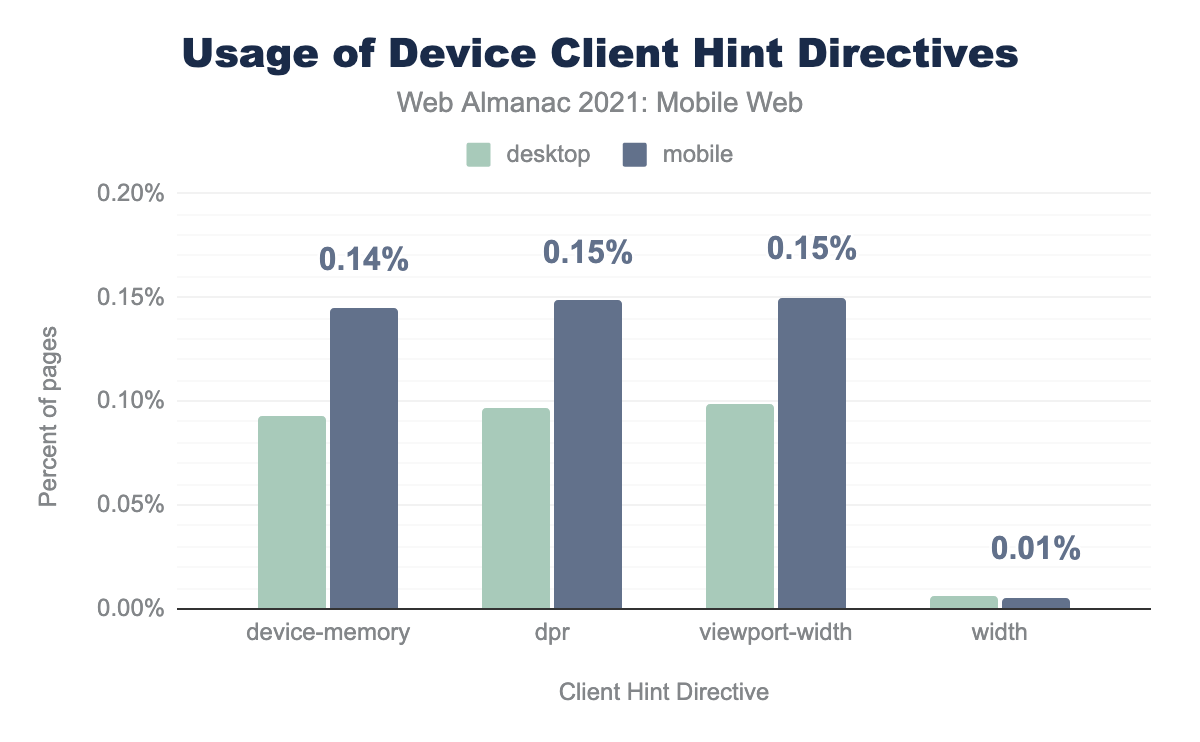 Usage of Device Client Hint Directives
Web Almanac 2021: Mobile Web
desktop mobile
0.20%
0.15%
0.10%
0.05%
0.00%
Percent of pages
0.14% 0.15% 0.15% 0.01%
device-memory dpr viewport-width width
Client Hint Directive